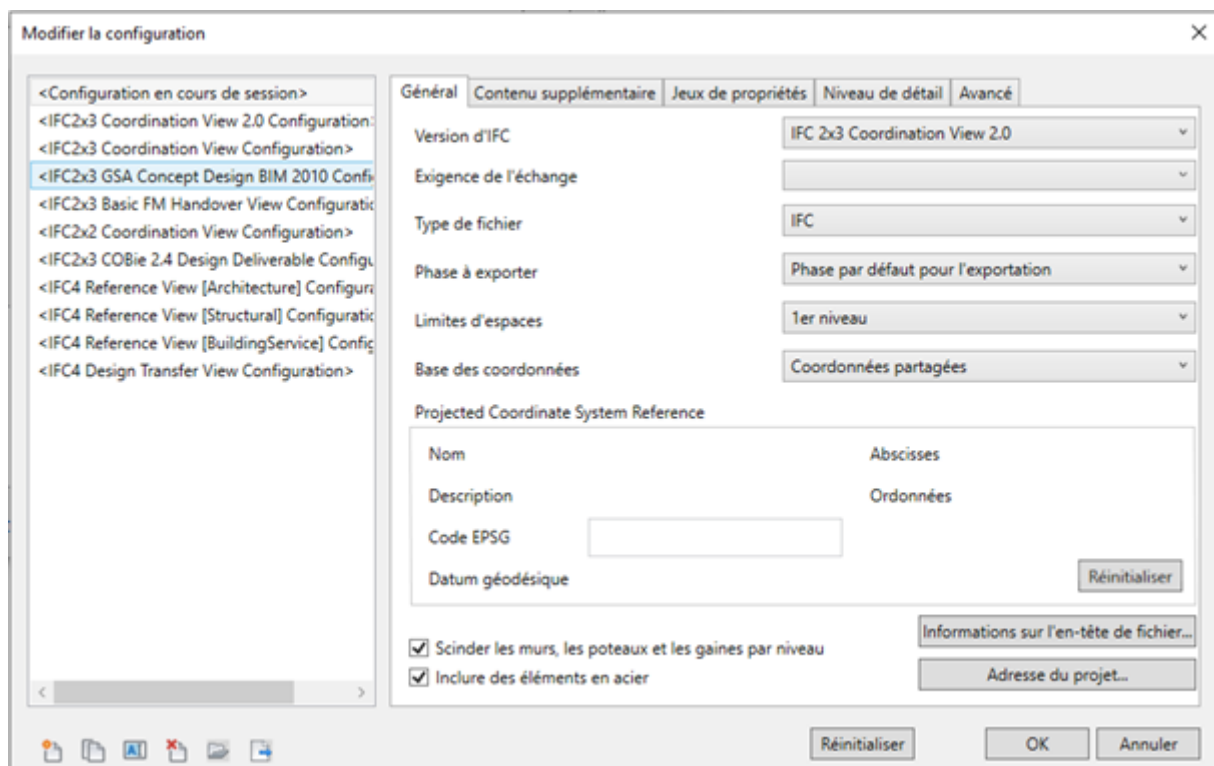 Modifier la configuration
<Configuration en cours de session>
<IFC2x3 Coordination View 2.0 Configuration>
<IFC2x3 Coordination View Configuration>
<IFC2x3 GSA Concept Design BIM 2010 Confi
<IFC2x3 Basic FM Handover View Configuratic
<IFC2x2 Coordination View Configuration>
<IFC2x3 COBie 2.4 Design Deliverable Configu
<IFC4 Reference View [Architecture] Configura
<IFC4 Reference View [Structural] Configuratic
<IFC4 Reference View [BuildingService] Config
<IFC4 Design Transfer View Configuration>
Général Contenu supplémentaire Jeux de propriétés Niveau de détail Avancé
Version d'IFC IFC 2x3 Coordination View 2.0
Exigence de l'échange
Type de fichier IFC
Phase à exporter Phase par défaut pour l'exportation
Limites d'espaces 1er niveau
Base des coordonnées Coordonnées partagées
Projected Coordinate System Reference
Nom Abscisses
Description Ordonnées
Code EPSG
Datum géodésique Réinitialiser
Informations sur l'en-tête de fichier...
Scinder les murs, les poteaux et les gaines par niveau
Inclure des éléments en acier Adresse du projet...
Réinitialiser OK Annuler